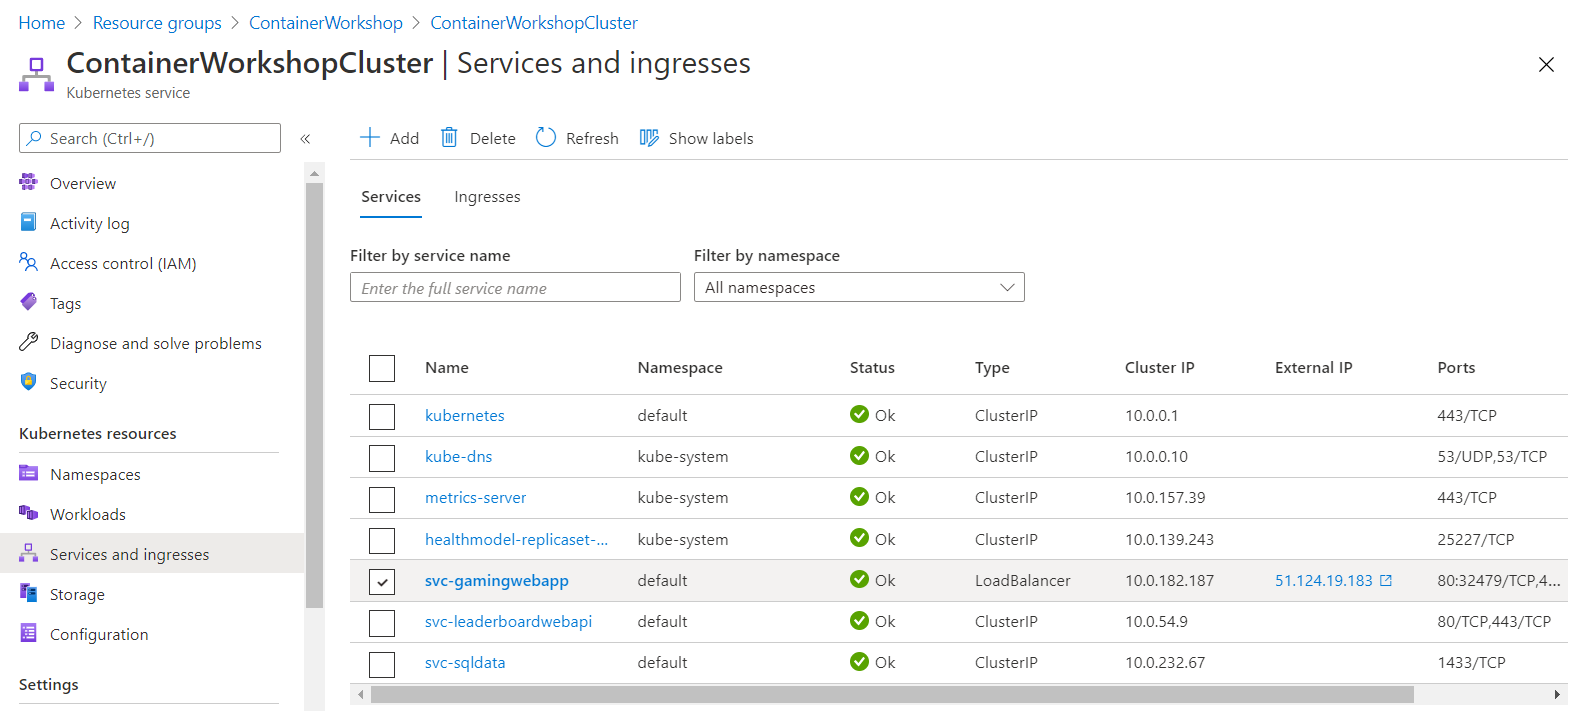 Home > Resource groups > ContainerWorkshop > ContainerWorkshopCluster
ContainerWorkshopCluster | Services and ingresses
Kubernetes service
Search (Ctrl+/)
«
Overview
Activity log
Access control (IAM)
Tags
Diagnose and solve problems
Security
Kubernetes resources
Namespaces
Workloads
Services and ingresses
Storage
Configuration
Settings
Add Delete Refresh Show labels
Services Ingresses
Filter by service name Filter by namespace
Enter the full service name All namespaces
Name Namespace Status Type Cluster IP External IP Ports
kubernetes default Ok ClusterIP 10.0.0.1 443/TCP
kube-dns kube-system Ok ClusterIP 10.0.0.10 53/UDP,53/TCP
metrics-server kube-system Ok ClusterIP 10.0.157.39 443/TCP
healthmodel-replicaset-... kube-system Ok ClusterIP 10.0.139.243 25227/TCP
svc-gamingwebapp default Ok LoadBalancer 10.0.182.187 51.124.19.183 80:32479/TCP,4...
svc-leaderboardwebapi default Ok ClusterIP 10.0.54.9 80/TCP,443/TCP
svc-sqldata default Ok ClusterIP 10.0.232.67 1433/TCP